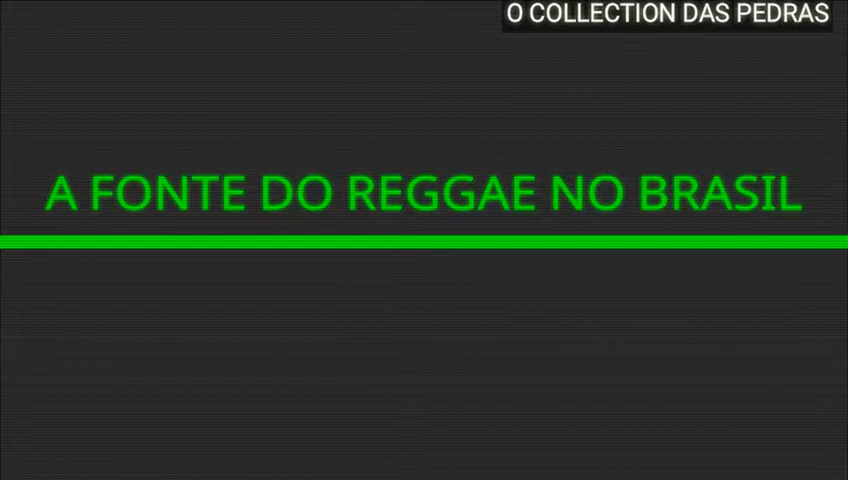 O COLLECTION DAS PEDRAS
A FONTE DO REGGAE NO BRASIL